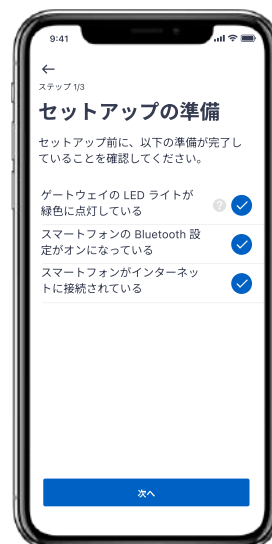 9:41
ステップ 1/3
セットアップの準備
セットアップ前に、以下の準備が完了し
ていることを確認してください。
ゲートウェイの LED ライトが
緑色に点灯している
?
スマートフォンの Bluetooth 設
定がオンになっている
スマートフォンがインターネッ
トに接続されている
次へ